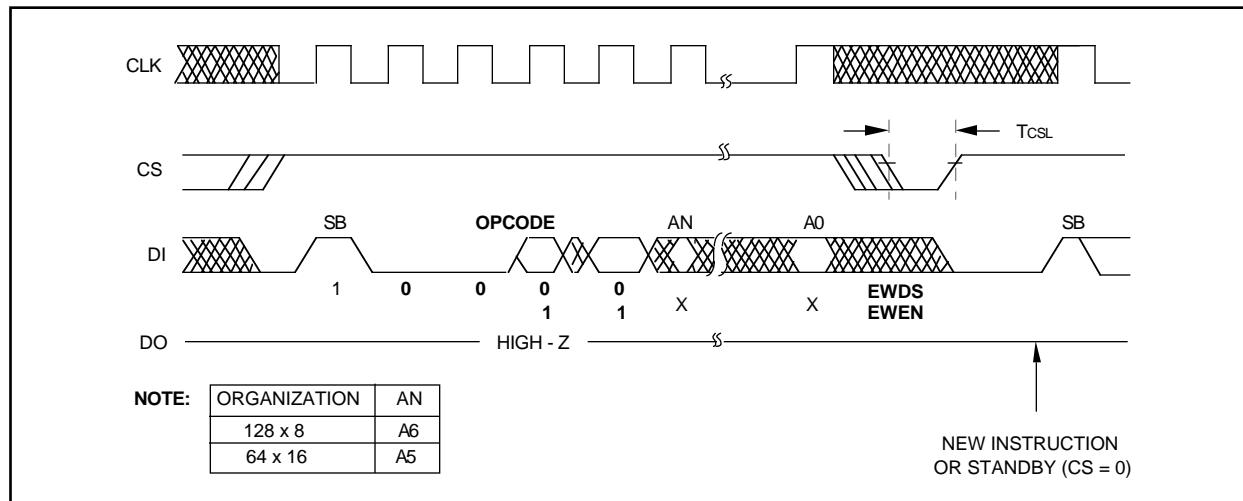 CLK
TCSL
CS
SB OPCODE AN A0 SB
DI
1 0 0 0 0 X X EWDS
1 1 EWEN
DO HIGH - Z
NOTE: ORGANIZATION AN
128 x 8 A6
64 x 16 A5
NEW INSTRUCTION
OR STANDBY (CS = 0)